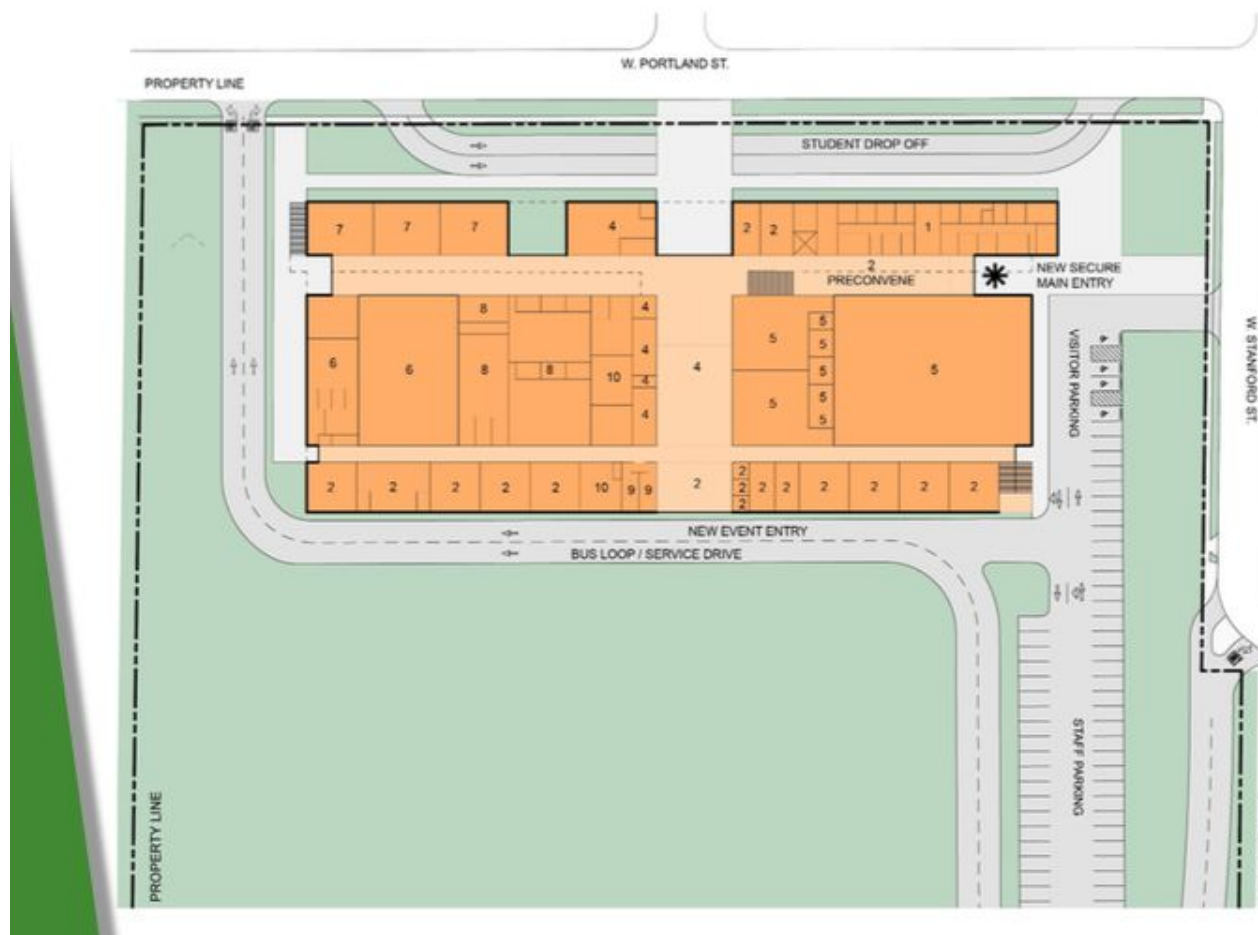 W. PORTLAND ST.
PROPERTY LINE
STUDENT DROP OFF
7 7 7 4 2 2 1
2
PRECONVENE
NEW SECURE
MAIN ENTRY
W. STANFORD ST.
VISITOR PARKING
8 4 5
6 6 8 8 10 4 4 4 5
4
5
5
5
5
5
5
2 2 2 2 2 10 9 9 2 2
2
2
2 2 2 2 2 2
NEW EVENT ENTRY
BUS LOOP / SERVICE DRIVE
STAFF PARKING
PROPERTY LINE